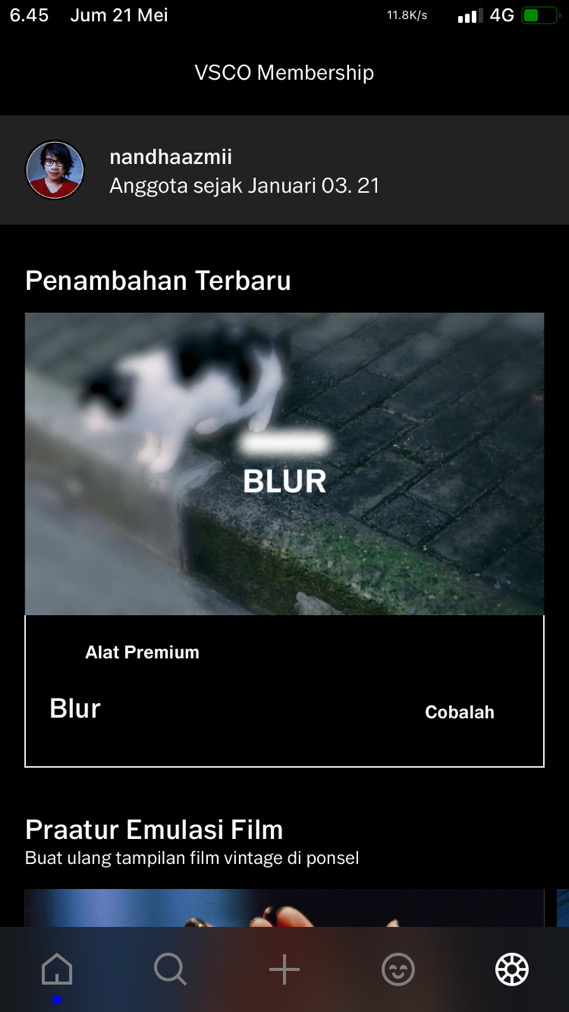 6.45 Jum 21 Mei 11.8K/s 4G
VSCO Membership
nandhaazmii
Anggota sejak Januari 03. 21
Penambahan Terbaru
BLUR
Alat Premium
Blur
Cobalah
Praatur Emulasi Film
Buat ulang tampilan film vintage di ponsel